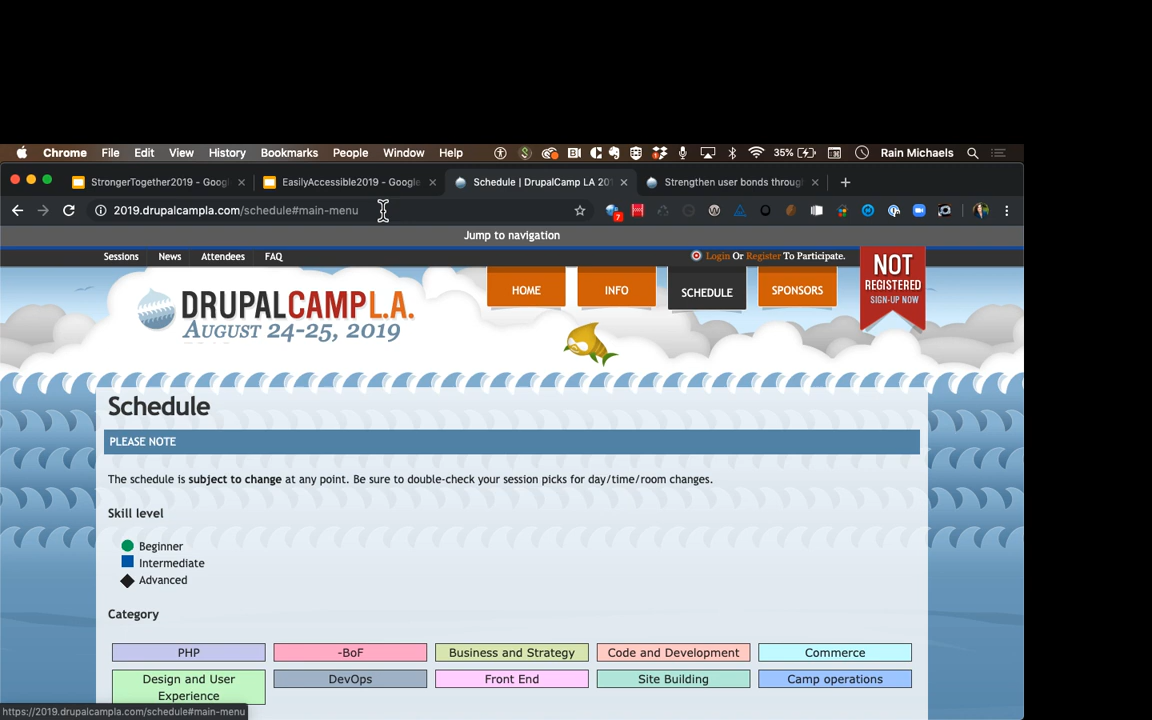 Chrome File Edit View History Bookmarks People Window Help 35% Rain Michaels
StrongerTogether2019 - Googl EasilyAccessible2019 - Google Schedule | DrupalCamp LA 201 Strengthen user bonds through
2019.drupalcampla.com/schedule#main-menu 7
Jump to navigation
Sessions News Attendees FAQ Login Or Register To Participate.
NOT
REGISTERED
SIGN-UP NOW
HOME INFO SCHEDULE SPONSORS
DRUPALCAMPL.A.
AUGUST 24-25, 2019
Schedule
PLEASE NOTE
The schedule is subject to change at any point. Be sure to double-check your session picks for day/time/room changes.
Skill level
Beginner
Intermediate
Advanced
Category
PHP -BoF Business and Strategy Code and Development Commerce
Design and User DevOps Front End Site Building Camp operations
Experience
https://2019.drupalcampla.com/schedule#main-menu